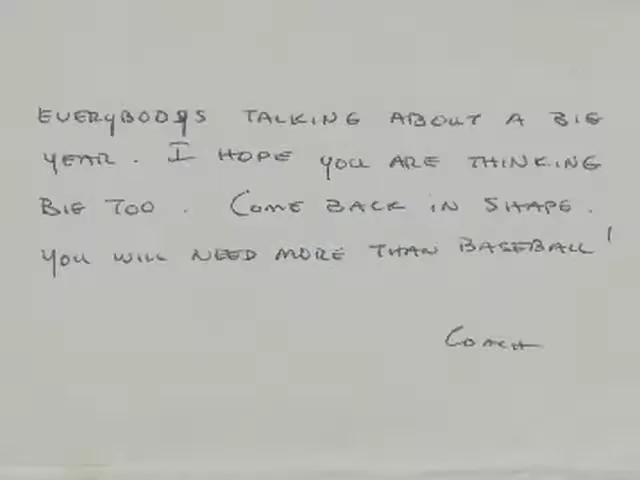 EVERYBODYS TALKING ABOUT A BIG
YEAR. I HOPE YOU ARE THINKING
BIG TOO. COME BACK IN SHAPE.
YOU WILL NEED MORE THAN BASEBALL!
COACH